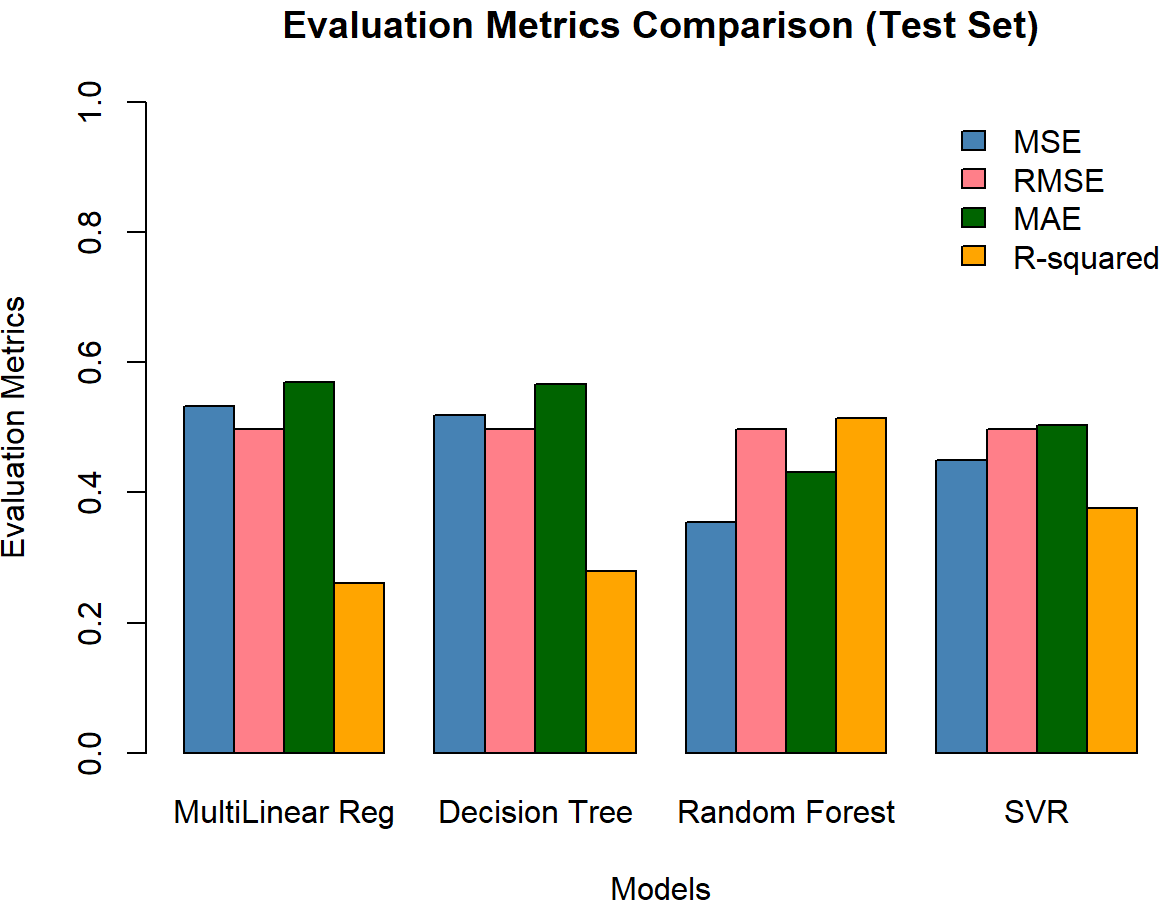 Evaluation Metrics Comparison (Test Set)
Evaluation Metrics
1.0
0.8
0.6
0.4
0.2
0.0
MSE
RMSE
MAE
R-squared
MultiLinear Reg
Decision Tree
Random Forest
SVR
Models